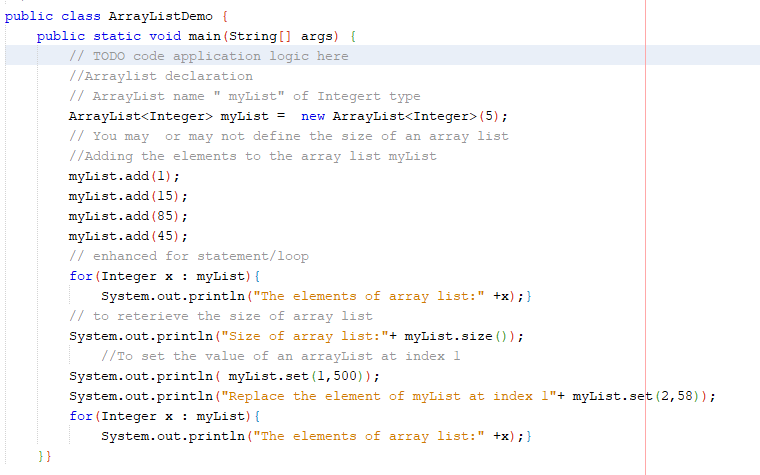 public class ArrayListDemo {
public static void main(String[] args) {
// TODO code application logic here
//Arraylist declaration
// ArrayList name " myList" of Integert type
ArrayList<Integer> myList =  new ArrayList<Integer>(5);
// You may  or may not define the size of an array list
//Adding the elements to the array list myList
myList.add(1);
myList.add(15);
myList.add(85);
myList.add(45);
// enhanced for statement/loop
for(Integer x : myList){
System.out.println("The elements of array list:" +x);}
// to reterieve the size of array list
System.out.println("Size of array list:"+ myList.size());
//To set the value of an arrayList at index 1
System.out.println( myList.set(1,500));
System.out.println("Replace the element of myList at index 1"+ myList.set(2,58));
for(Integer x : myList){
System.out.println("The elements of array list:" +x);}
}}